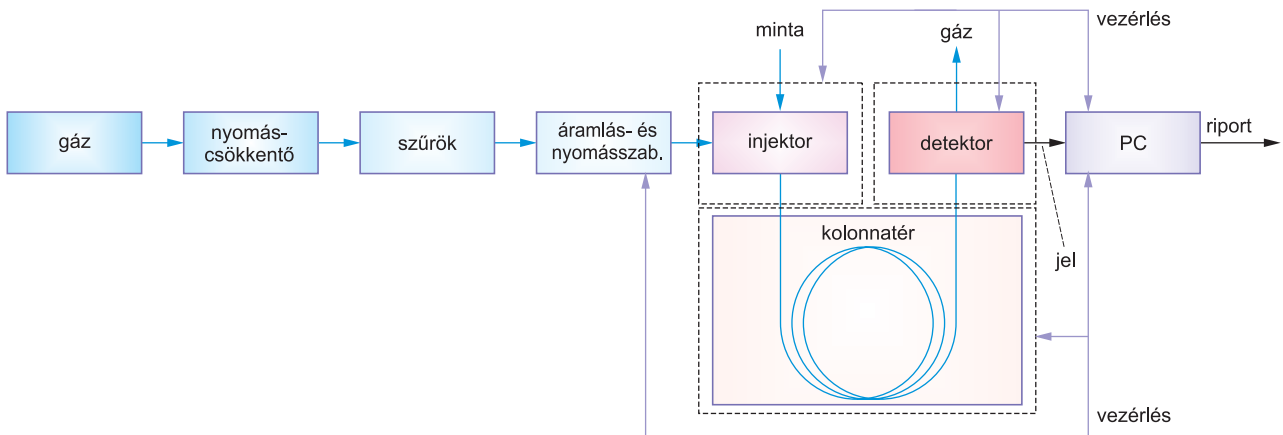 vezérlés
minta
gáz
gáz
nyomás-
csökkentő
szűrök
áramlás- és
nyomásszab.
injektor
detektor
PC
riport
kolonnatér
jel
vezérlés